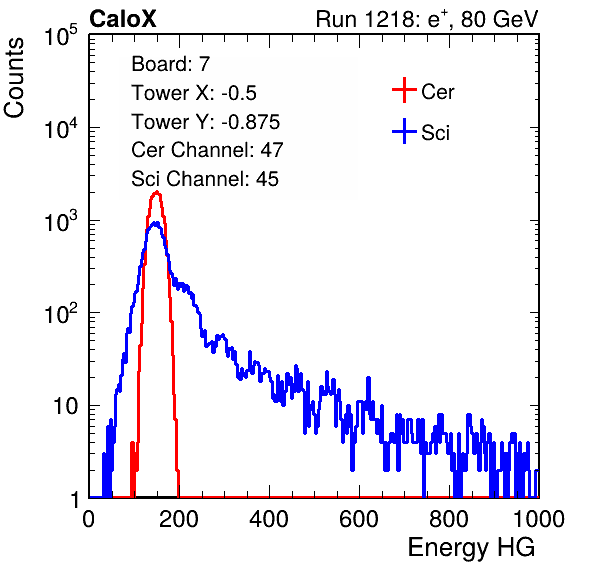 CaloX Run 1218: e⁺, 80 GeV
Counts
10⁵
10⁴
10³
10²
10
1
Board: 7
Tower X: -0.5
Tower Y: -0.875
Cer Channel: 47
Sci Channel: 45
Cer
Sci
0 200 400 600 800 1000
Energy HG